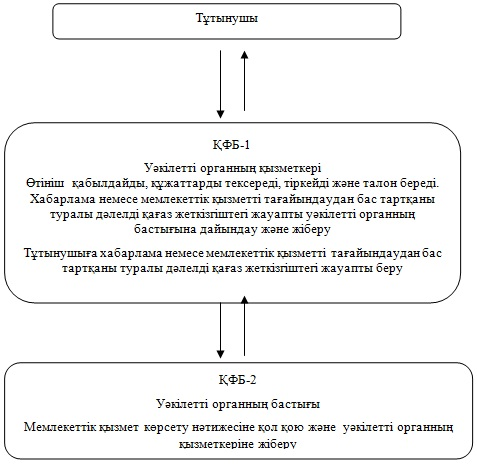 Тұтынушы
ҚФБ-1
Уәкілетті органның қызметкері
Өтініш қабылдайды, құжаттарды тексереді, тіркейді және талон береді.
Хабарлама немесе мемлекеттік қызметті тағайындаудан бас тартқаны
туралы дәлелді қағаз жеткізгіштегі жауапты уәкілетті органның
бастығына дайындау және жіберу
Тұтынушыға хабарлама немесе мемлекеттік қызметті тағайындаудан бас
тартқаны туралы дәлелді қағаз жеткізгіштегі жауапты беру
ҚФБ-2
Уәкілетті органның бастығы
Мемлекеттік қызмет көрсету нәтижесіне қол қою және уәкілетті органның
қызметкеріне жіберу